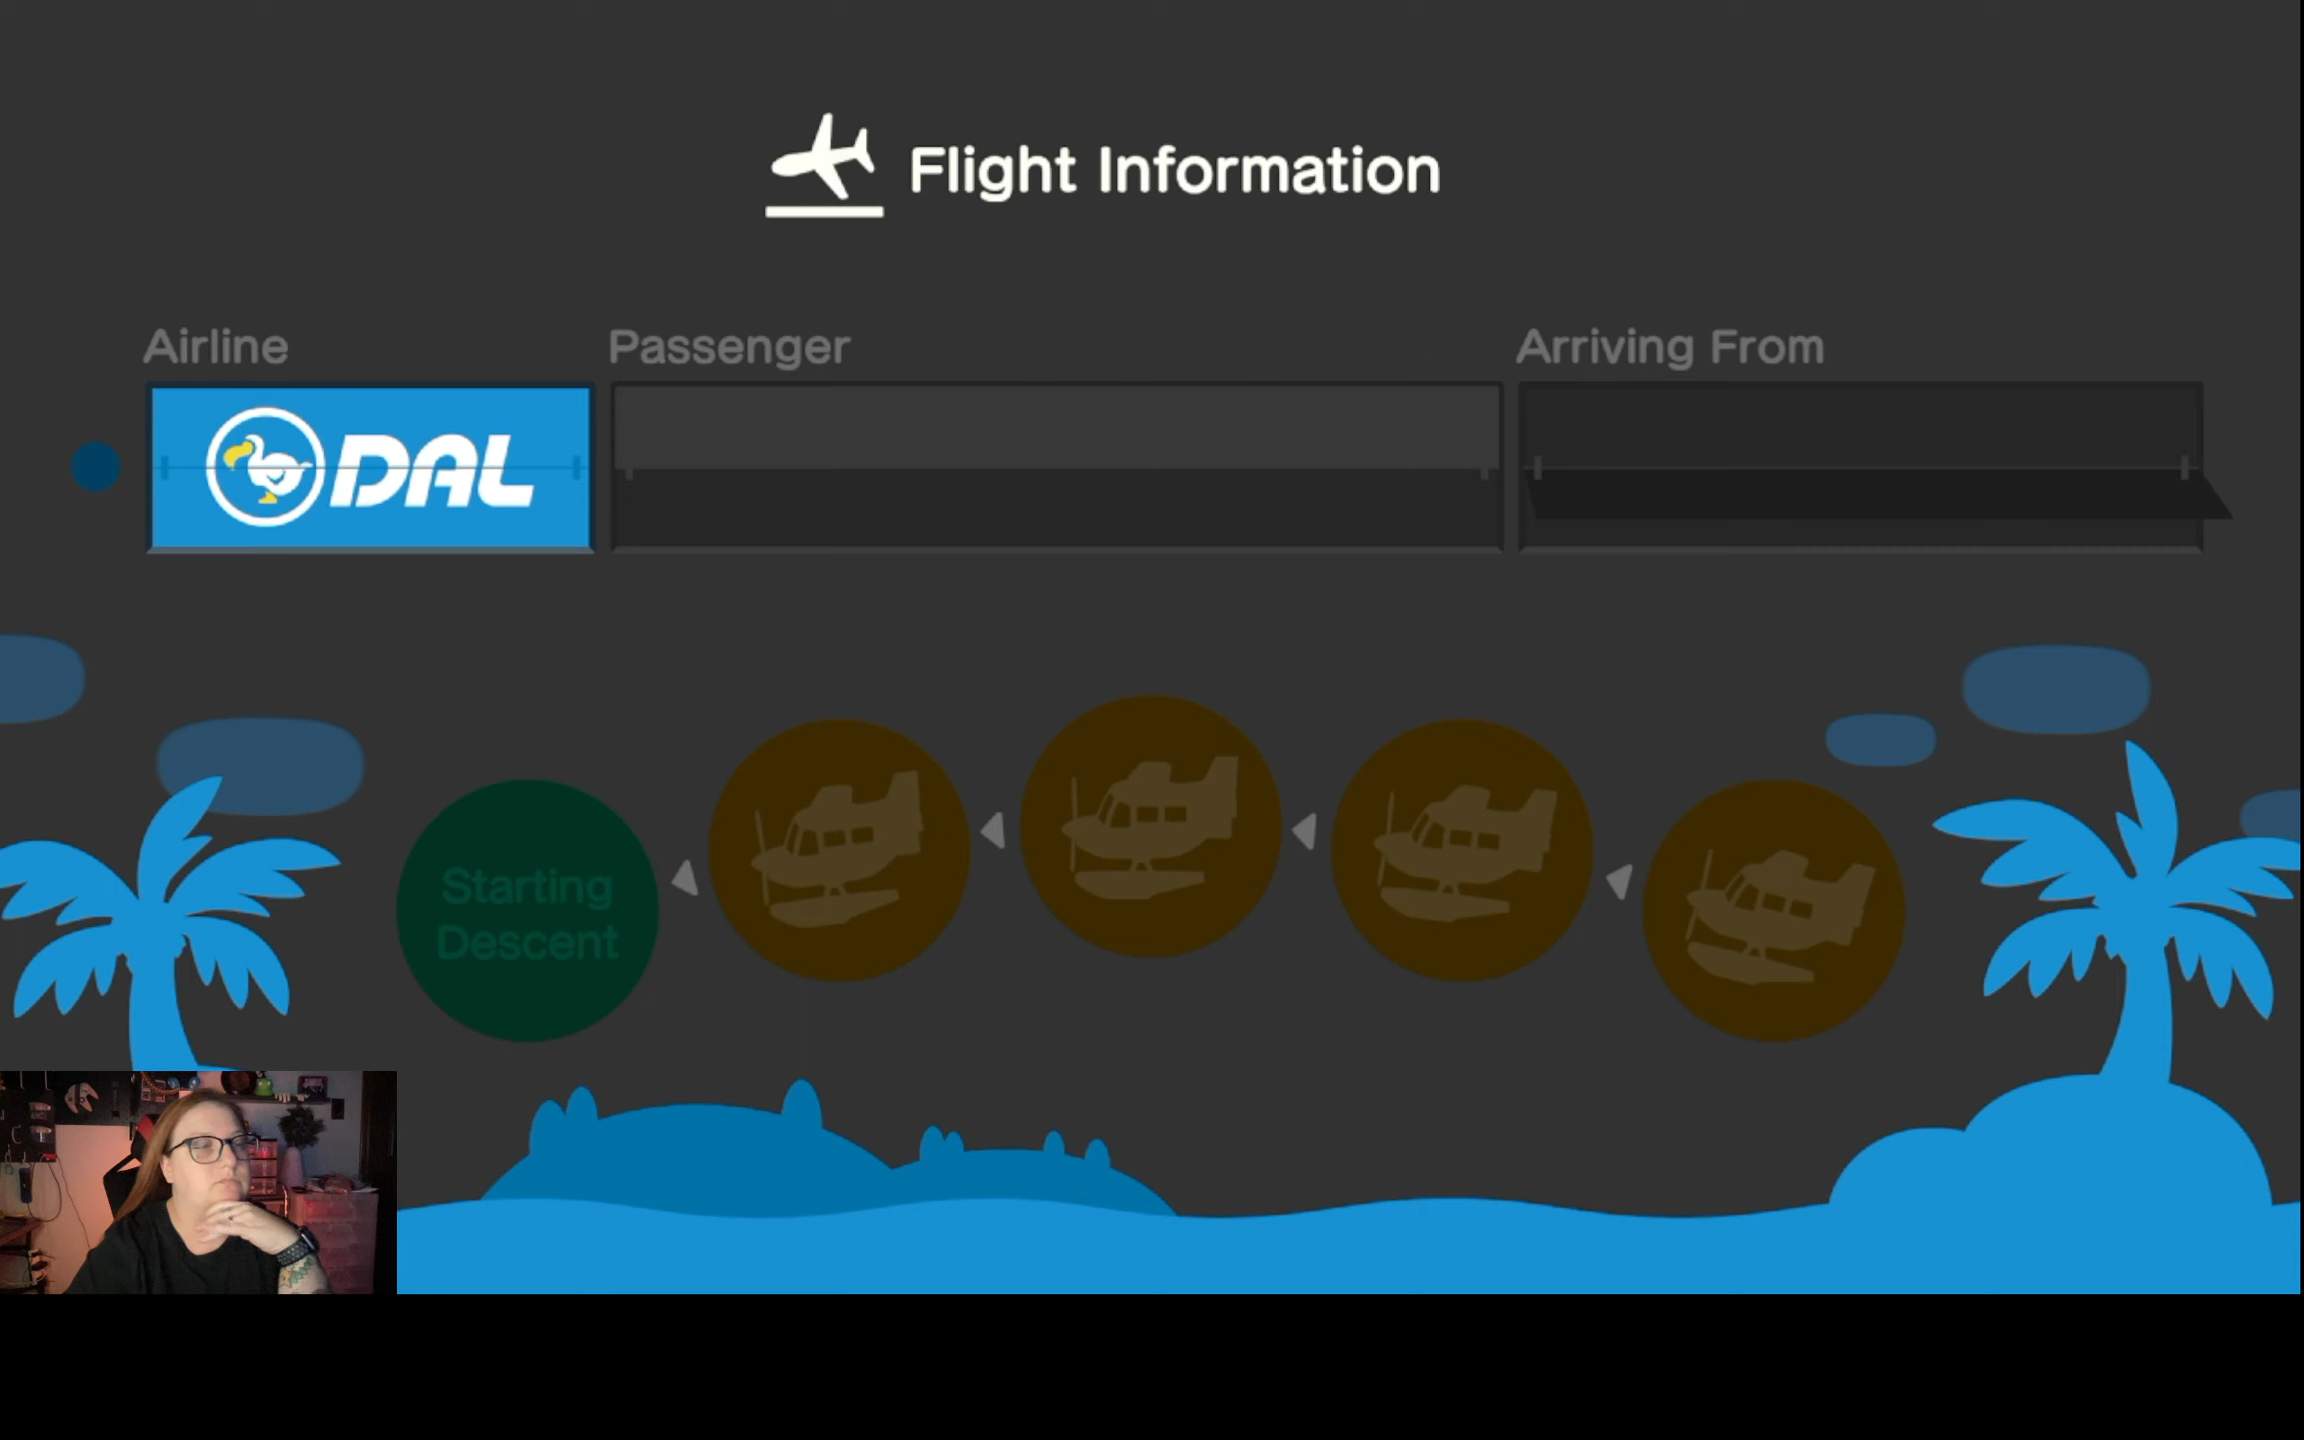 Flight Information
Airline
Passenger
Arriving From
DAL
Starting
Descent